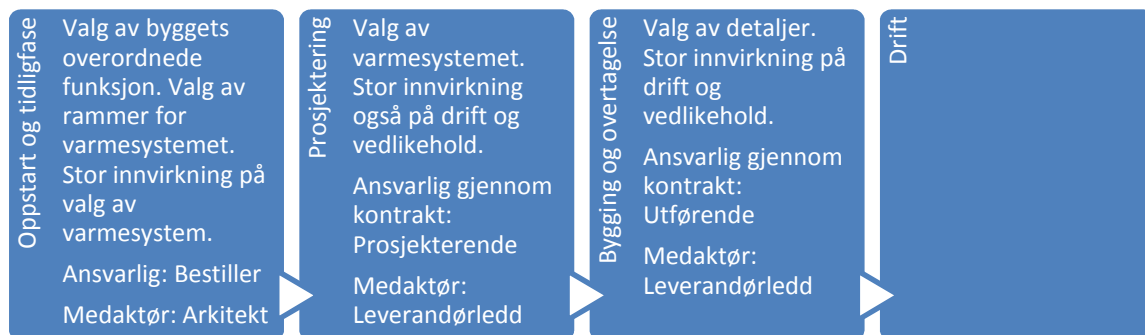 Oppstart og tidligfase
Valg av byggets
overordnede
funksjon. Valg av
rammer for
varmesystemet.
Stor innvirkning på
valg av
varmesystem.
Ansvarlig: Bestiller
Medaktør: Arkitekt
Prosjektering
Valg av
varmesystemet.
Stor innvirkning
også på drift og
vedlikehold.
Ansvarlig gjennom
kontrakt:
Prosjekterende
Medaktør:
Leverandørledd
Bygging og overtagelse
Valg av detaljer.
Stor innvirkning på
drift og
vedlikehold.
Ansvarlig gjennom
kontrakt:
Utførende
Medaktør:
Leverandørledd
Drift